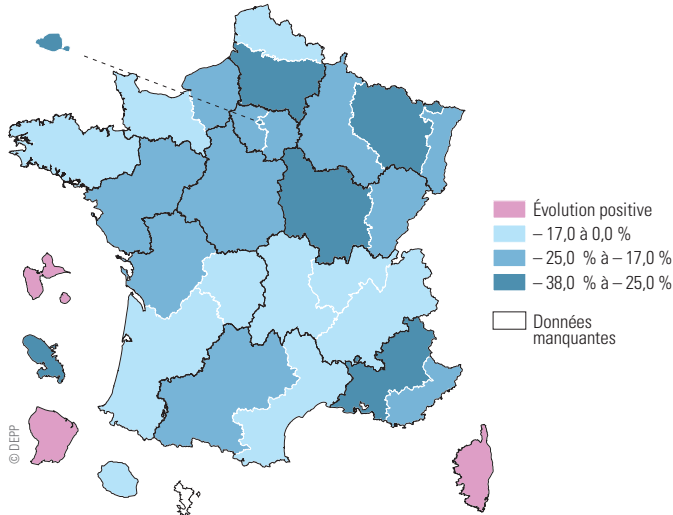 Évolution positive
– 17,0 à 0,0 %
– 25,0 % à – 17,0 %
– 38,0 % à – 25,0 %
Données
manquantes
© DEPP